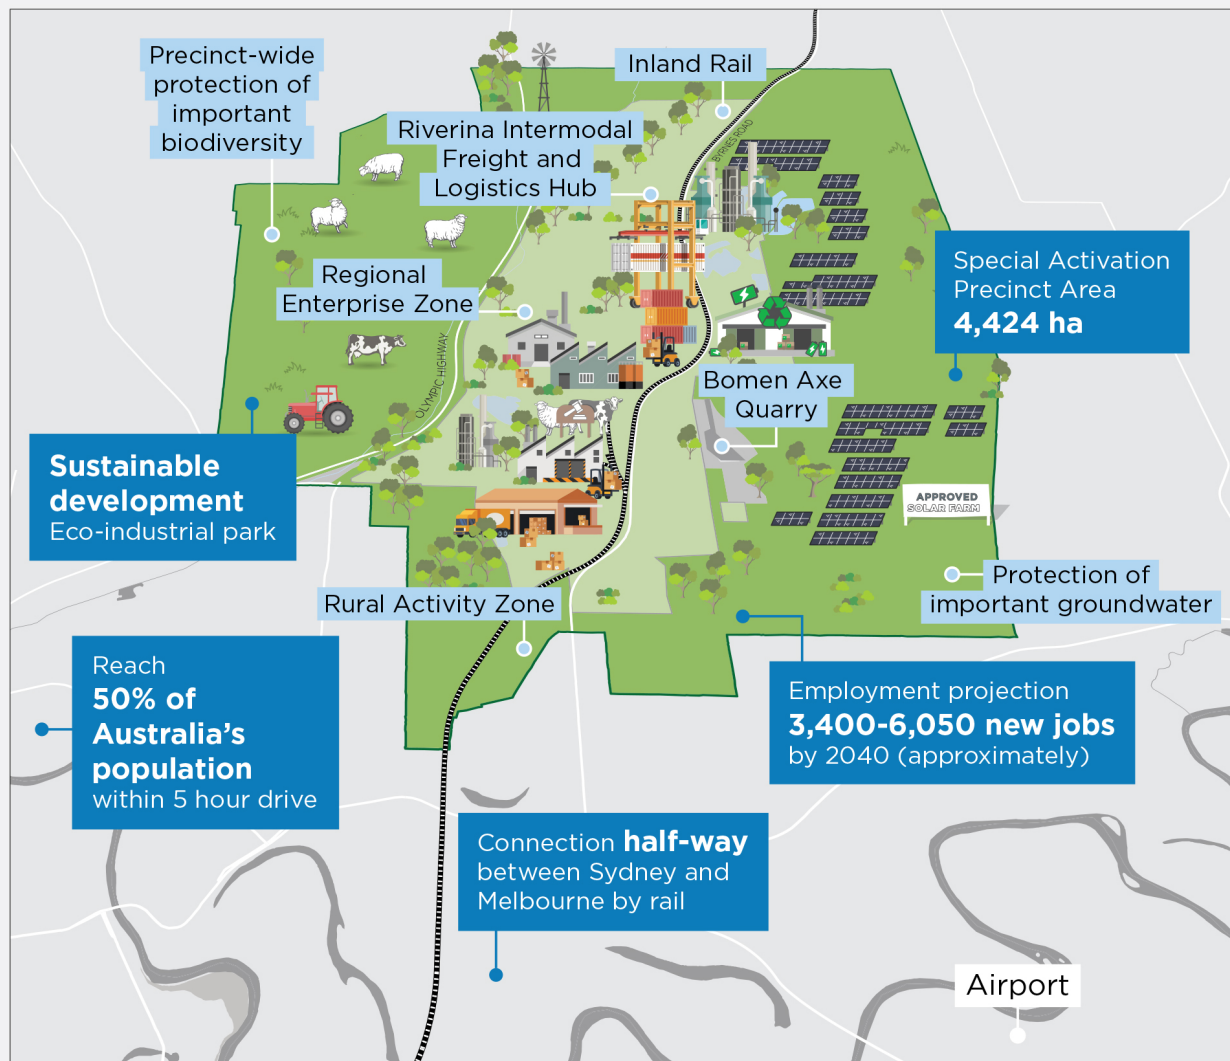 Precinct-wide
protection of
important
biodiversity
Inland Rail
Riverina Intermodal
Freight and
Logistics Hub
BYRNES ROAD
Regional
Enterprise Zone
Special Activation
Precinct Area
4,424 ha
OLYMPIC HIGHWAY
Bomen Axe
Quarry
Sustainable
development
Eco-industrial park
APPROVED
SOLAR FARM
Protection of
important groundwater
Rural Activity Zone
Reach
50% of
Australia's
population
within 5 hour drive
Employment projection
3,400-6,050 new jobs
by 2040 (approximately)
Connection half-way
between Sydney and
Melbourne by rail
Airport